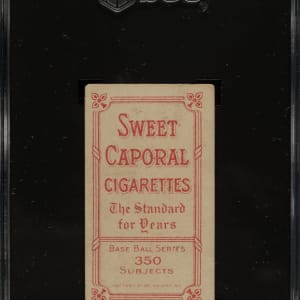 SWEET
CAPORAL
CIGARETTES
The Standard
for Years
BASE BALL SERIES
350
SUBJECTS